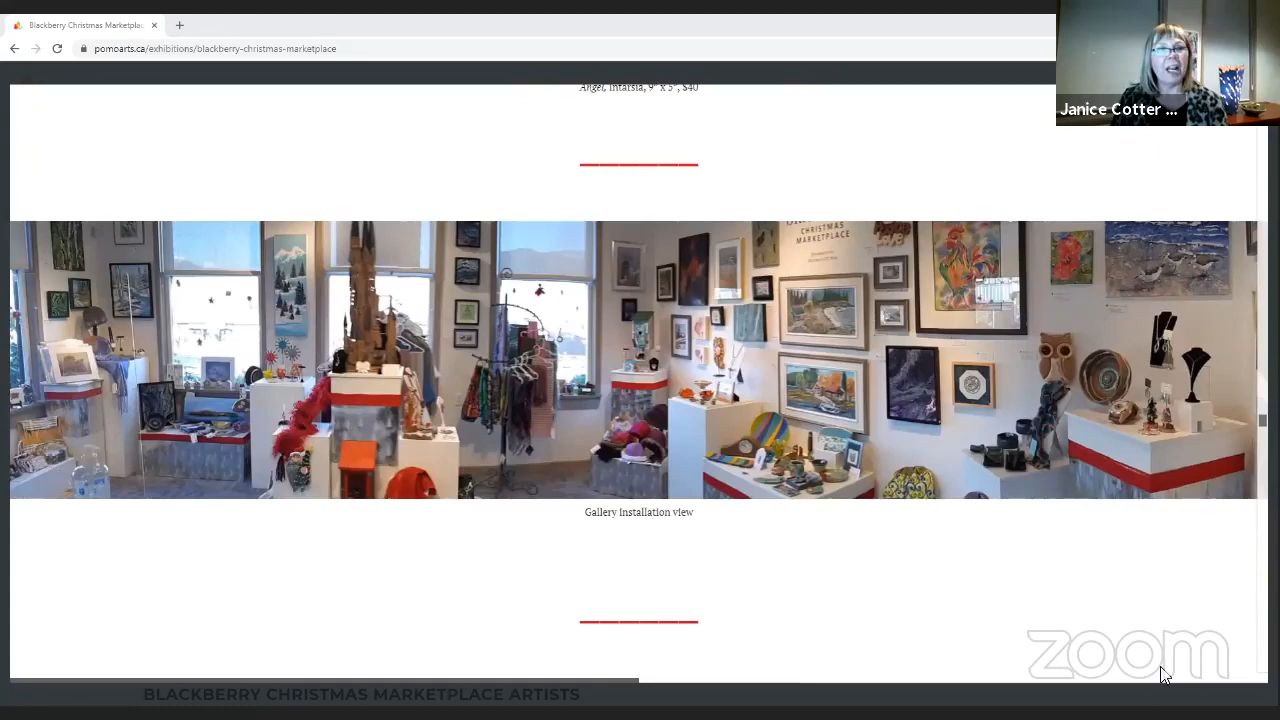 Blackberry Christmas Marketpla
pomoarts.ca/exhibitions/blackberry-christmas-marketplace
Janice Cotter ...
Angel, Intarsia, 9" x 5", $40
CHRISTMAS
MARKETPLACE
Gallery installation view
zoom
BLACKBERRY CHRISTMAS MARKETPLACE ARTISTS